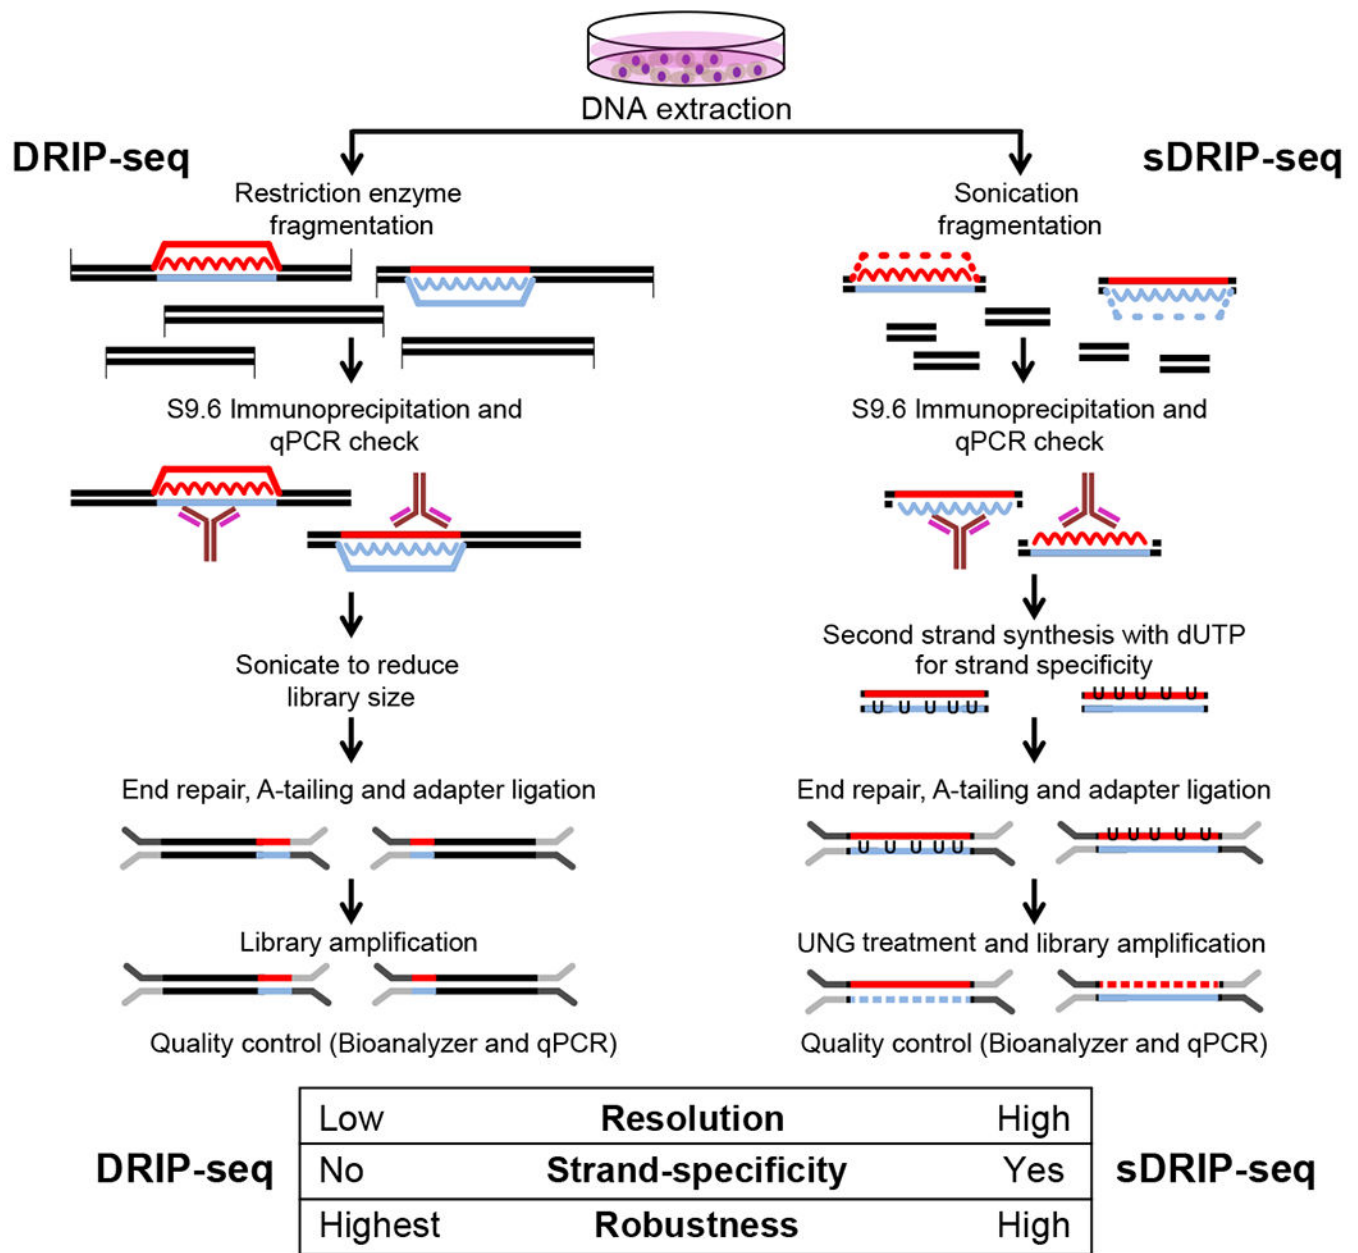 DNA extraction
DRIP-seq
sDRIP-seq
Restriction enzyme
fragmentation
Sonication
fragmentation
S9.6 Immunoprecipitation and
qPCR check
S9.6 Immunoprecipitation and
qPCR check
Sonicate to reduce
library size
Second strand synthesis with dUTP
for strand specificity
U U U U U
U U U U U
End repair, A-tailing and adapter ligation
End repair, A-tailing and adapter ligation
U U U U U
U U U U U
Library amplification
UNG treatment and library amplification
Quality control (Bioanalyzer and qPCR)
Quality control (Bioanalyzer and qPCR)
Low Resolution High
DRIP-seq No Strand-specificity Yes sDRIP-seq
Highest Robustness High